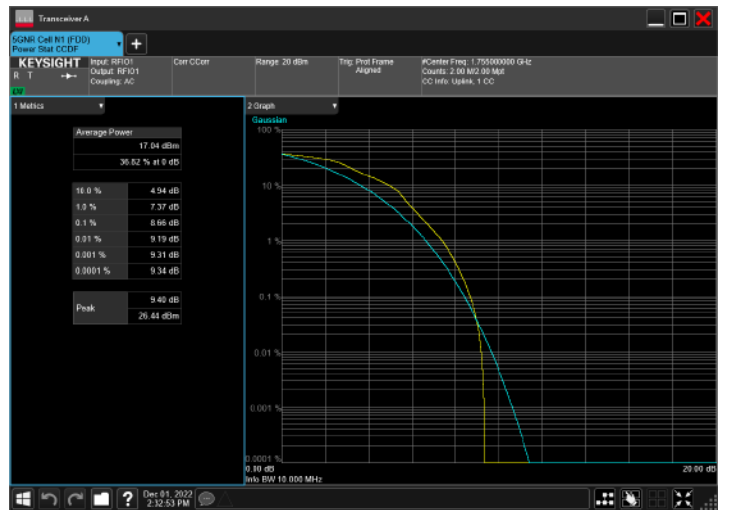 Transceiver A
5GNR Cell N1 (FDD)
Power Stat CCDF
KEYSIGHT
R T
Input: RFIO1
Output: RFIO1
Coupling: AC
Corr CCorr
Range: 20 dBm
Trig: Prot Frame
Aligned
#Center Freq: 1.755000000 GHz
Counts: 2.00 M/2.00 Mpt
CC Info: Uplink, 1 CC
1 Metrics
Average Power
17.04 dBm
36.82 % at 0 dB
10.0 % 4.94 dB
1.0 % 7.37 dB
0.1 % 8.66 dB
0.01 % 9.19 dB
0.001 % 9.31 dB
0.0001 % 9.34 dB
Peak
9.40 dB
26.44 dBm
2 Graph
Gaussian
100 %
10 %
1 %
0.1 %
0.01 %
0.001 %
0.0001 %
0.00 dB
20.00 dB
Info BW 10.000 MHz
?
Dec 01, 2022
2:32:53 PM